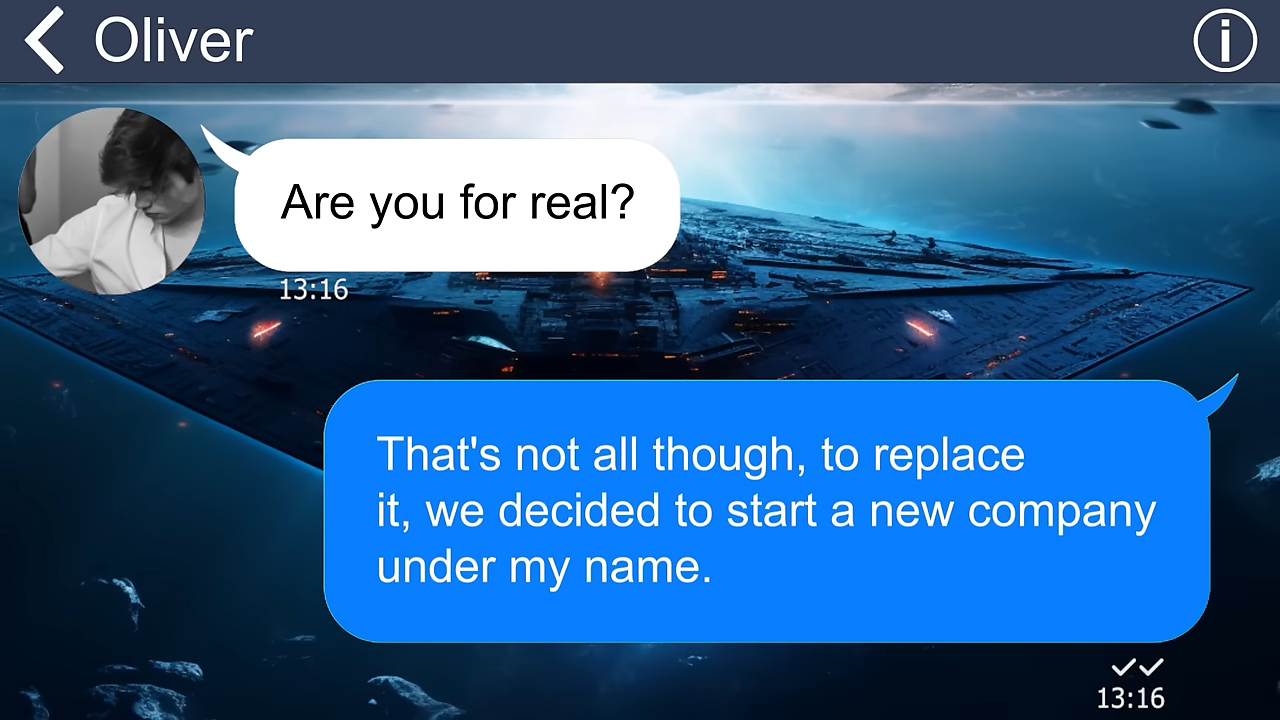 Oliver
Are you for real?
13:16
That's not all though, to replace
it, we decided to start a new company
under my name.
13:16